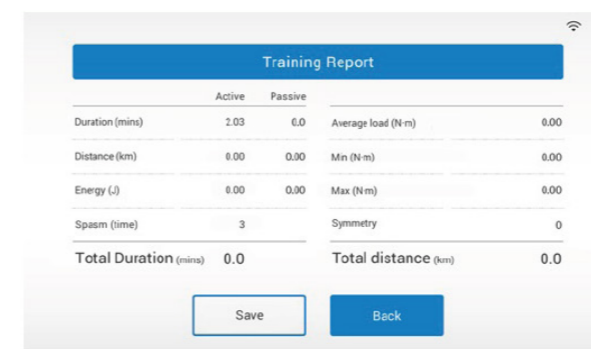 Training Report
Active Passive
Duration (mins) 2.03 0.0 Average load (N·m) 0.00
Distance (km) 0.00 0.00 Min (N·m) 0.00
Energy (J) 0.00 0.00 Max (N·m) 0.00
Spasm (time) 3 Symmetry 0
Total Duration (mins) 0.0 Total distance (km) 0.0
Save Back